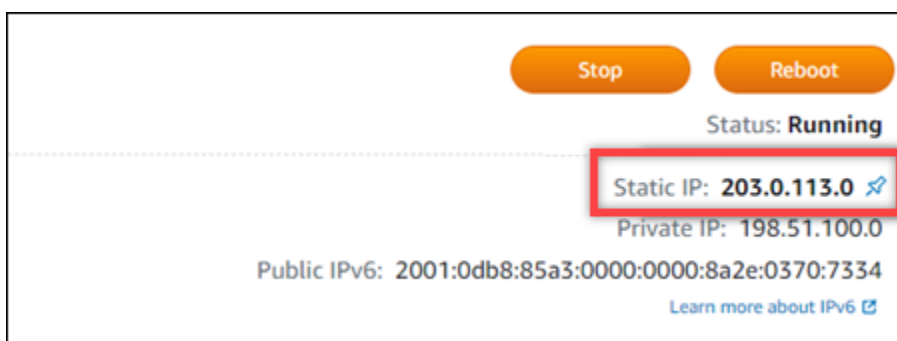 Stop Reboot
Status: Running
Static IP: 203.0.113.0
Private IP: 198.51.100.0
Public IPv6: 2001:0db8:85a3:0000:0000:8a2e:0370:7334
Learn more about IPv6